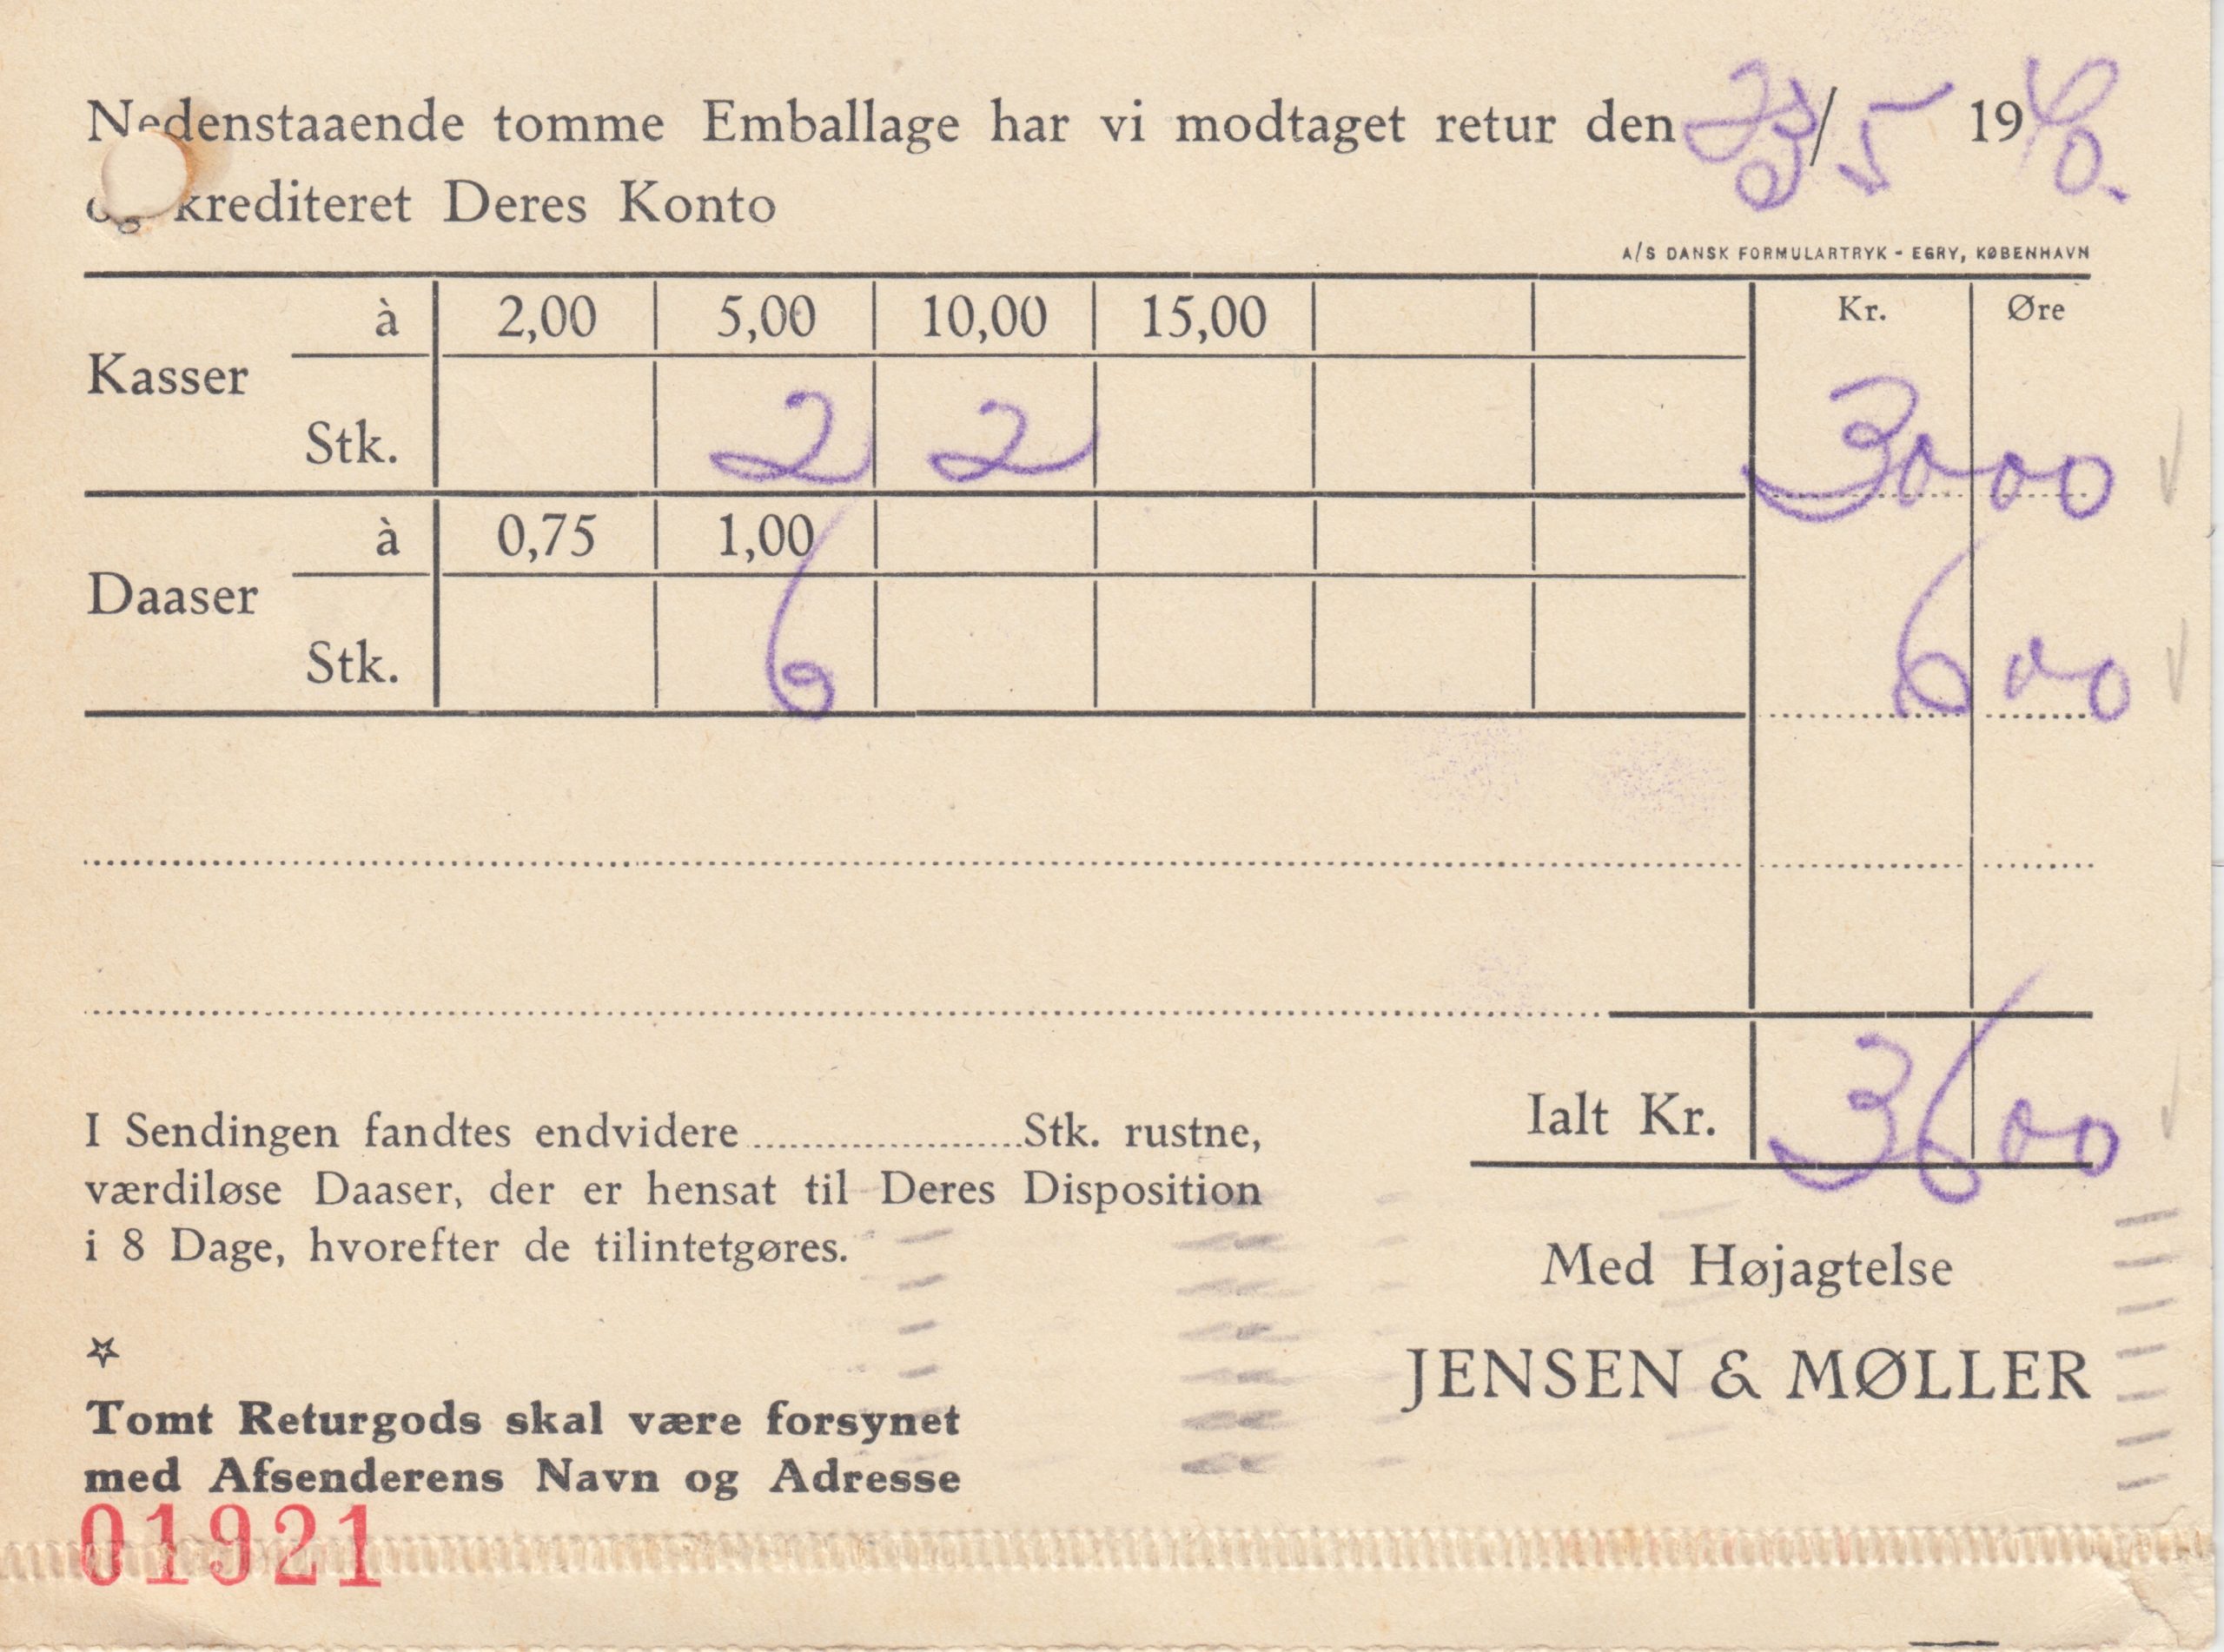 Nedenstaaende tomme Emballage har vi modtaget retur den 23/5 1940.
og krediteret Deres Konto
A/S DANSK FORMULARTRYK - EGRY, KØBENHAVN
à 2,00 5,00 10,00 15,00 Kr. Øre
Kasser
Stk. 2 2 30 00
à 0,75 1,00
Daaser
Stk. 6 6 00
Ialt Kr. 36 00
I Sendingen fandtes endvidere Stk. rustne,
værdiløse Daaser, der er hensat til Deres Disposition
i 8 Dage, hvorefter de tilintetgøres.
Med Højagtelse
JENSEN & MØLLER
Tomt Returgods skal være forsynet
med Afsenderens Navn og Adresse
01921